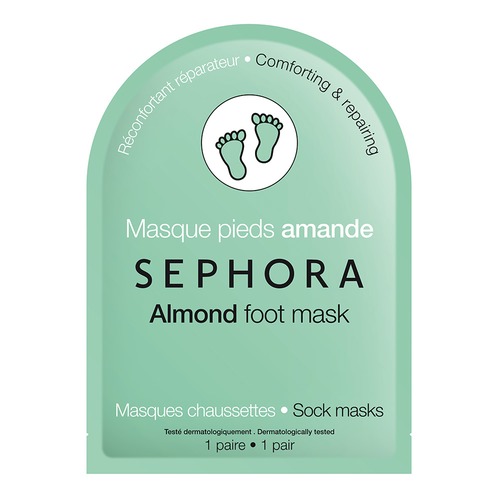 Réconfortant réparateur • Comforting & repairing
Masque pieds amande
SEPHORA
Almond foot mask
Masques chaussettes • Sock masks
Testé dermatologiquement . Dermatologically tested
1 paire • 1 pair